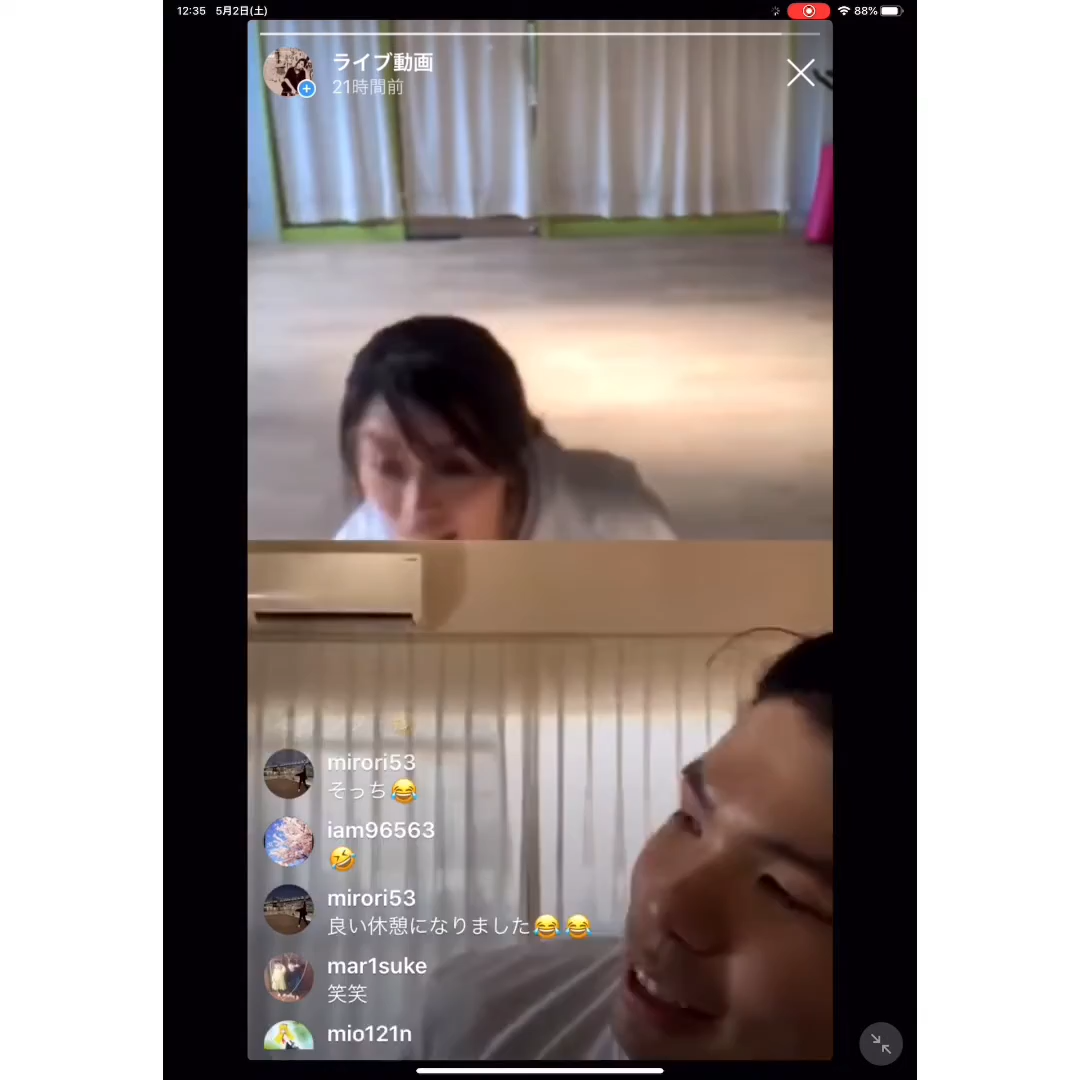 12:35 5月2日(土)
88%
ライブ動画
21時間前
mirori53
そっち😂
iam96563
🤣
mirori53
良い休憩になりました😂😂
mar1suke
笑笑
mio121n